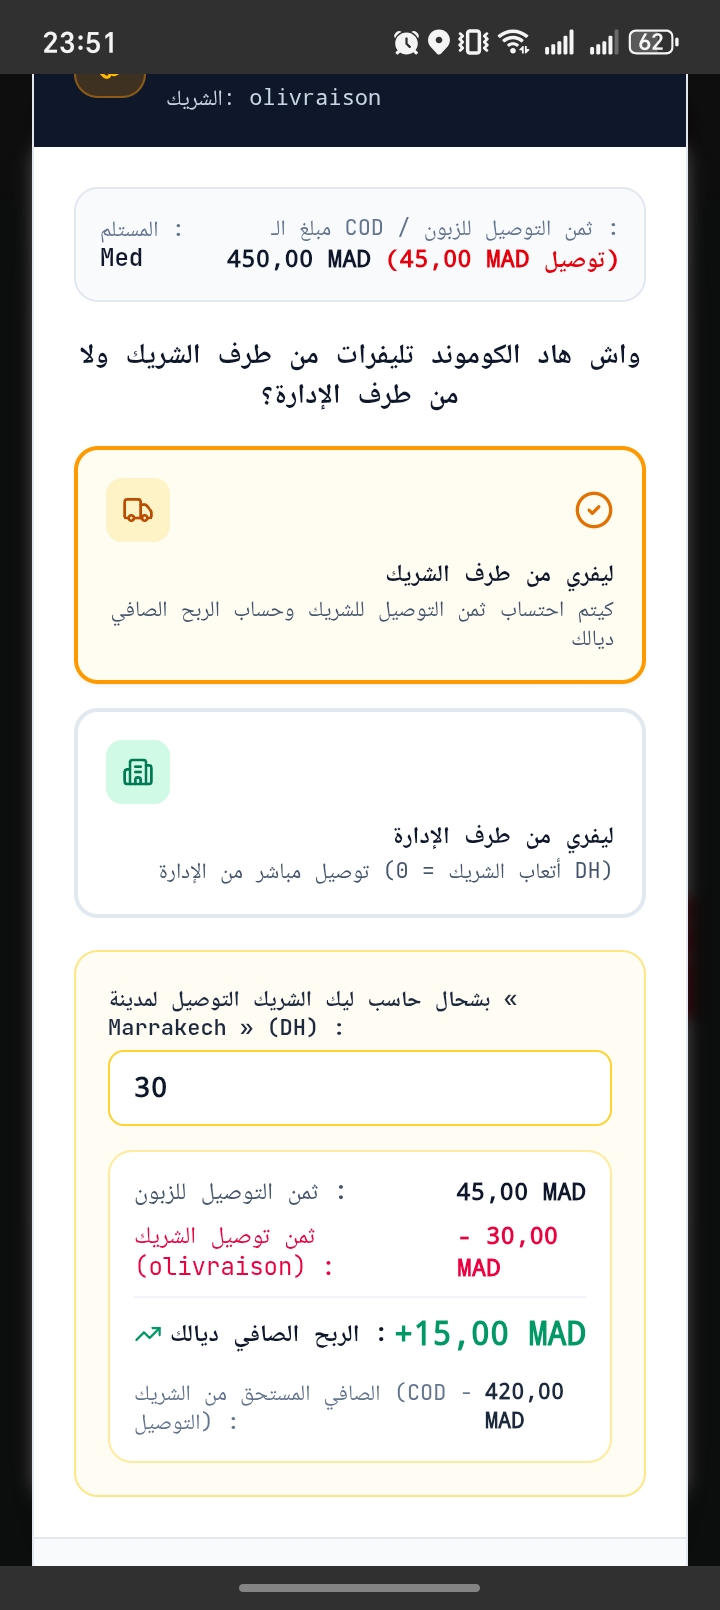 23:51
62
الشريك: olivraison
المستلم :
Med
مبلغ الـ COD / ثمن التوصيل للزبون :
450,00 MAD (توصيل 45,00 MAD)
واش هاد الكوموند تليفرات من طرف الشريك ولا
من طرف الإدارة؟
ليفري من طرف الشريك
كيتم احتساب ثمن التوصيل للشريك وحساب الربح الصافي
ديالك
ليفري من طرف الإدارة
توصيل مباشر من الإدارة (أتعاب الشريك = 0 DH)
بشحال حاسب ليك الشريك التوصيل لمدينة «
Marrakech » (DH) :
30
ثمن التوصيل للزبون :
45,00 MAD
ثمن توصيل الشريك
(olivraison) :
- 30,00
MAD
الربح الصافي ديالك :
+15,00 MAD
الصافي المستحق من الشريك (COD -
التوصيل) :
420,00
MAD